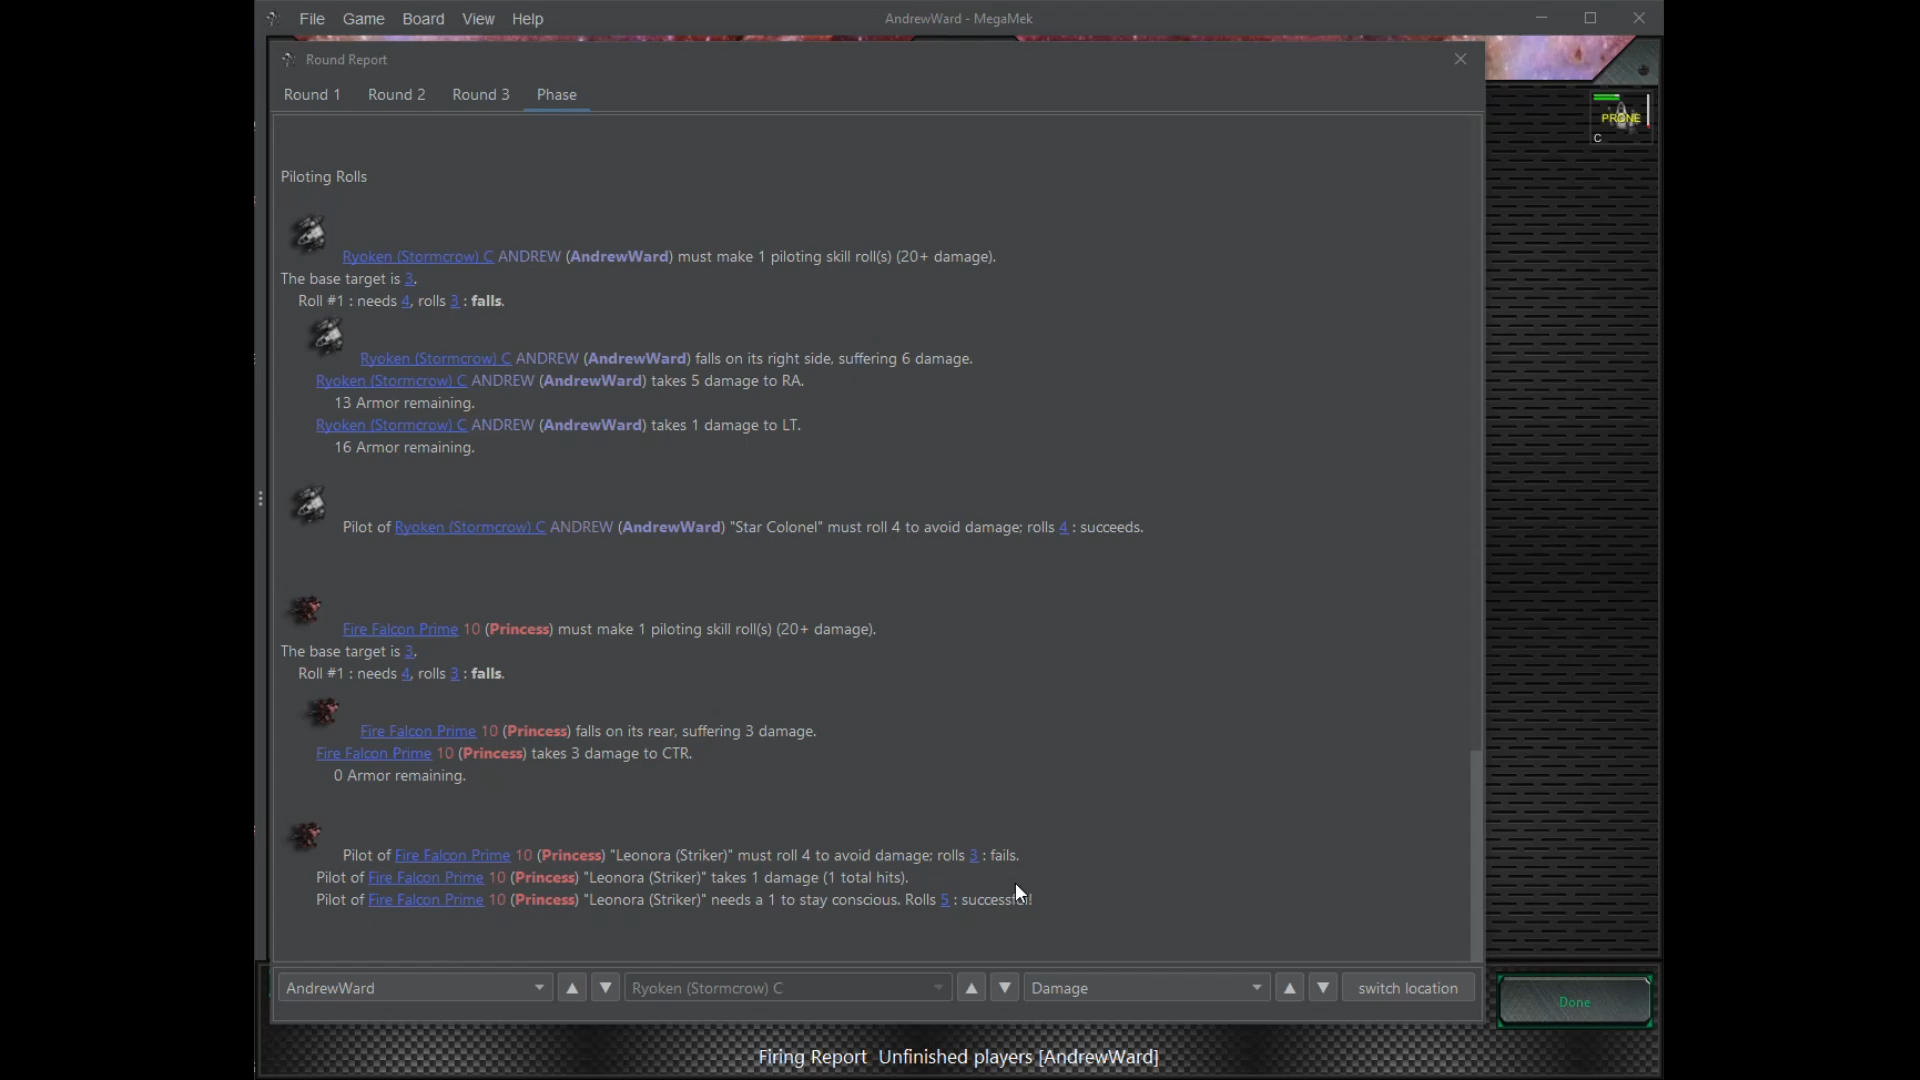 File Game Board View Help AndrewWard - MegaMek
Round Report
Round 1 Round 2 Round 3 Phase
PRONE
C
Piloting Rolls
Ryoken (Stormcrow) C ANDREW (AndrewWard) must make 1 piloting skill roll(s) (20+ damage).
The base target is 3.
Roll #1 : needs 4, rolls 3 : falls.
Ryoken (Stormcrow) C ANDREW (AndrewWard) falls on its right side, suffering 6 damage.
Ryoken (Stormcrow) C ANDREW (AndrewWard) takes 5 damage to RA.
13 Armor remaining.
Ryoken (Stormcrow) C ANDREW (AndrewWard) takes 1 damage to LT.
16 Armor remaining.
Pilot of Ryoken (Stormcrow) C ANDREW (AndrewWard) "Star Colonel" must roll 4 to avoid damage; rolls 4 : succeeds.
Fire Falcon Prime 10 (Princess) must make 1 piloting skill roll(s) (20+ damage).
The base target is 3.
Roll #1 : needs 4, rolls 3 : falls.
Fire Falcon Prime 10 (Princess) falls on its rear, suffering 3 damage.
Fire Falcon Prime 10 (Princess) takes 3 damage to CTR.
0 Armor remaining.
Pilot of Fire Falcon Prime 10 (Princess) "Leonora (Striker)" must roll 4 to avoid damage; rolls 3 : fails.
Pilot of Fire Falcon Prime 10 (Princess) "Leonora (Striker)" takes 1 damage (1 total hits).
Pilot of Fire Falcon Prime 10 (Princess) "Leonora (Striker)" needs a 1 to stay conscious. Rolls 5 : successful!
AndrewWard Ryoken (Stormcrow) C Damage switch location
Done
Firing Report Unfinished players [AndrewWard]